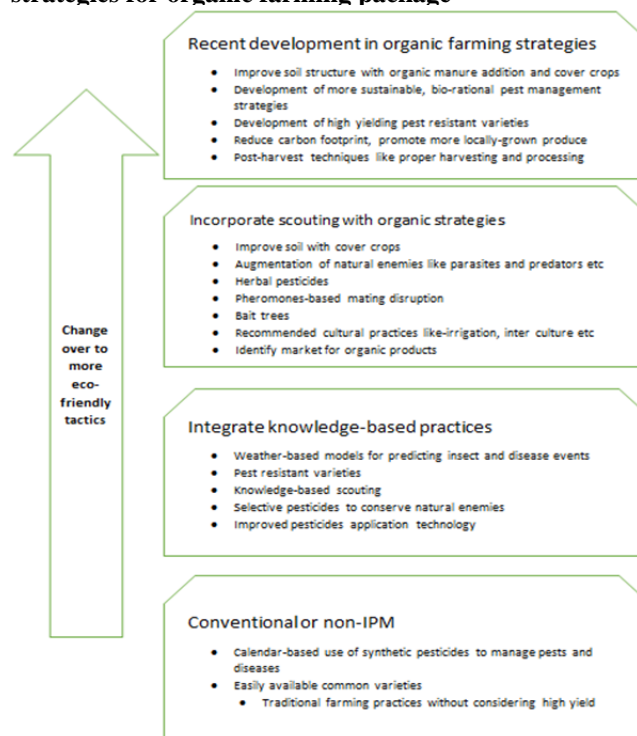 strategies for organic farming package
Recent development in organic farming strategies
• Improve soil structure with organic manure addition and cover crops
• Development of more sustainable, bio-rational pest management
strategies
• Development of high yielding pest resistant varieties
• Reduce carbon footprint, promote more locally-grown produce
• Post-harvest techniques like proper harvesting and processing
Incorporate scouting with organic strategies
• Improve soil with cover crops
• Augmentation of natural enemies like parasites and predators etc
• Herbal pesticides
• Pheromones-based mating disruption
• Bait trees
• Recommended cultural practices like-irrigation, inter culture etc
• Identify market for organic products
Change
over to
more
eco-
friendly
tactics
Integrate knowledge-based practices
• Weather-based models for predicting insect and disease events
• Pest resistant varieties
• Knowledge-based scouting
• Selective pesticides to conserve natural enemies
• Improved pesticides application technology
Conventional or non-IPM
• Calendar-based use of synthetic pesticides to manage pests and
diseases
• Easily available common varieties
• Traditional farming practices without considering high yield